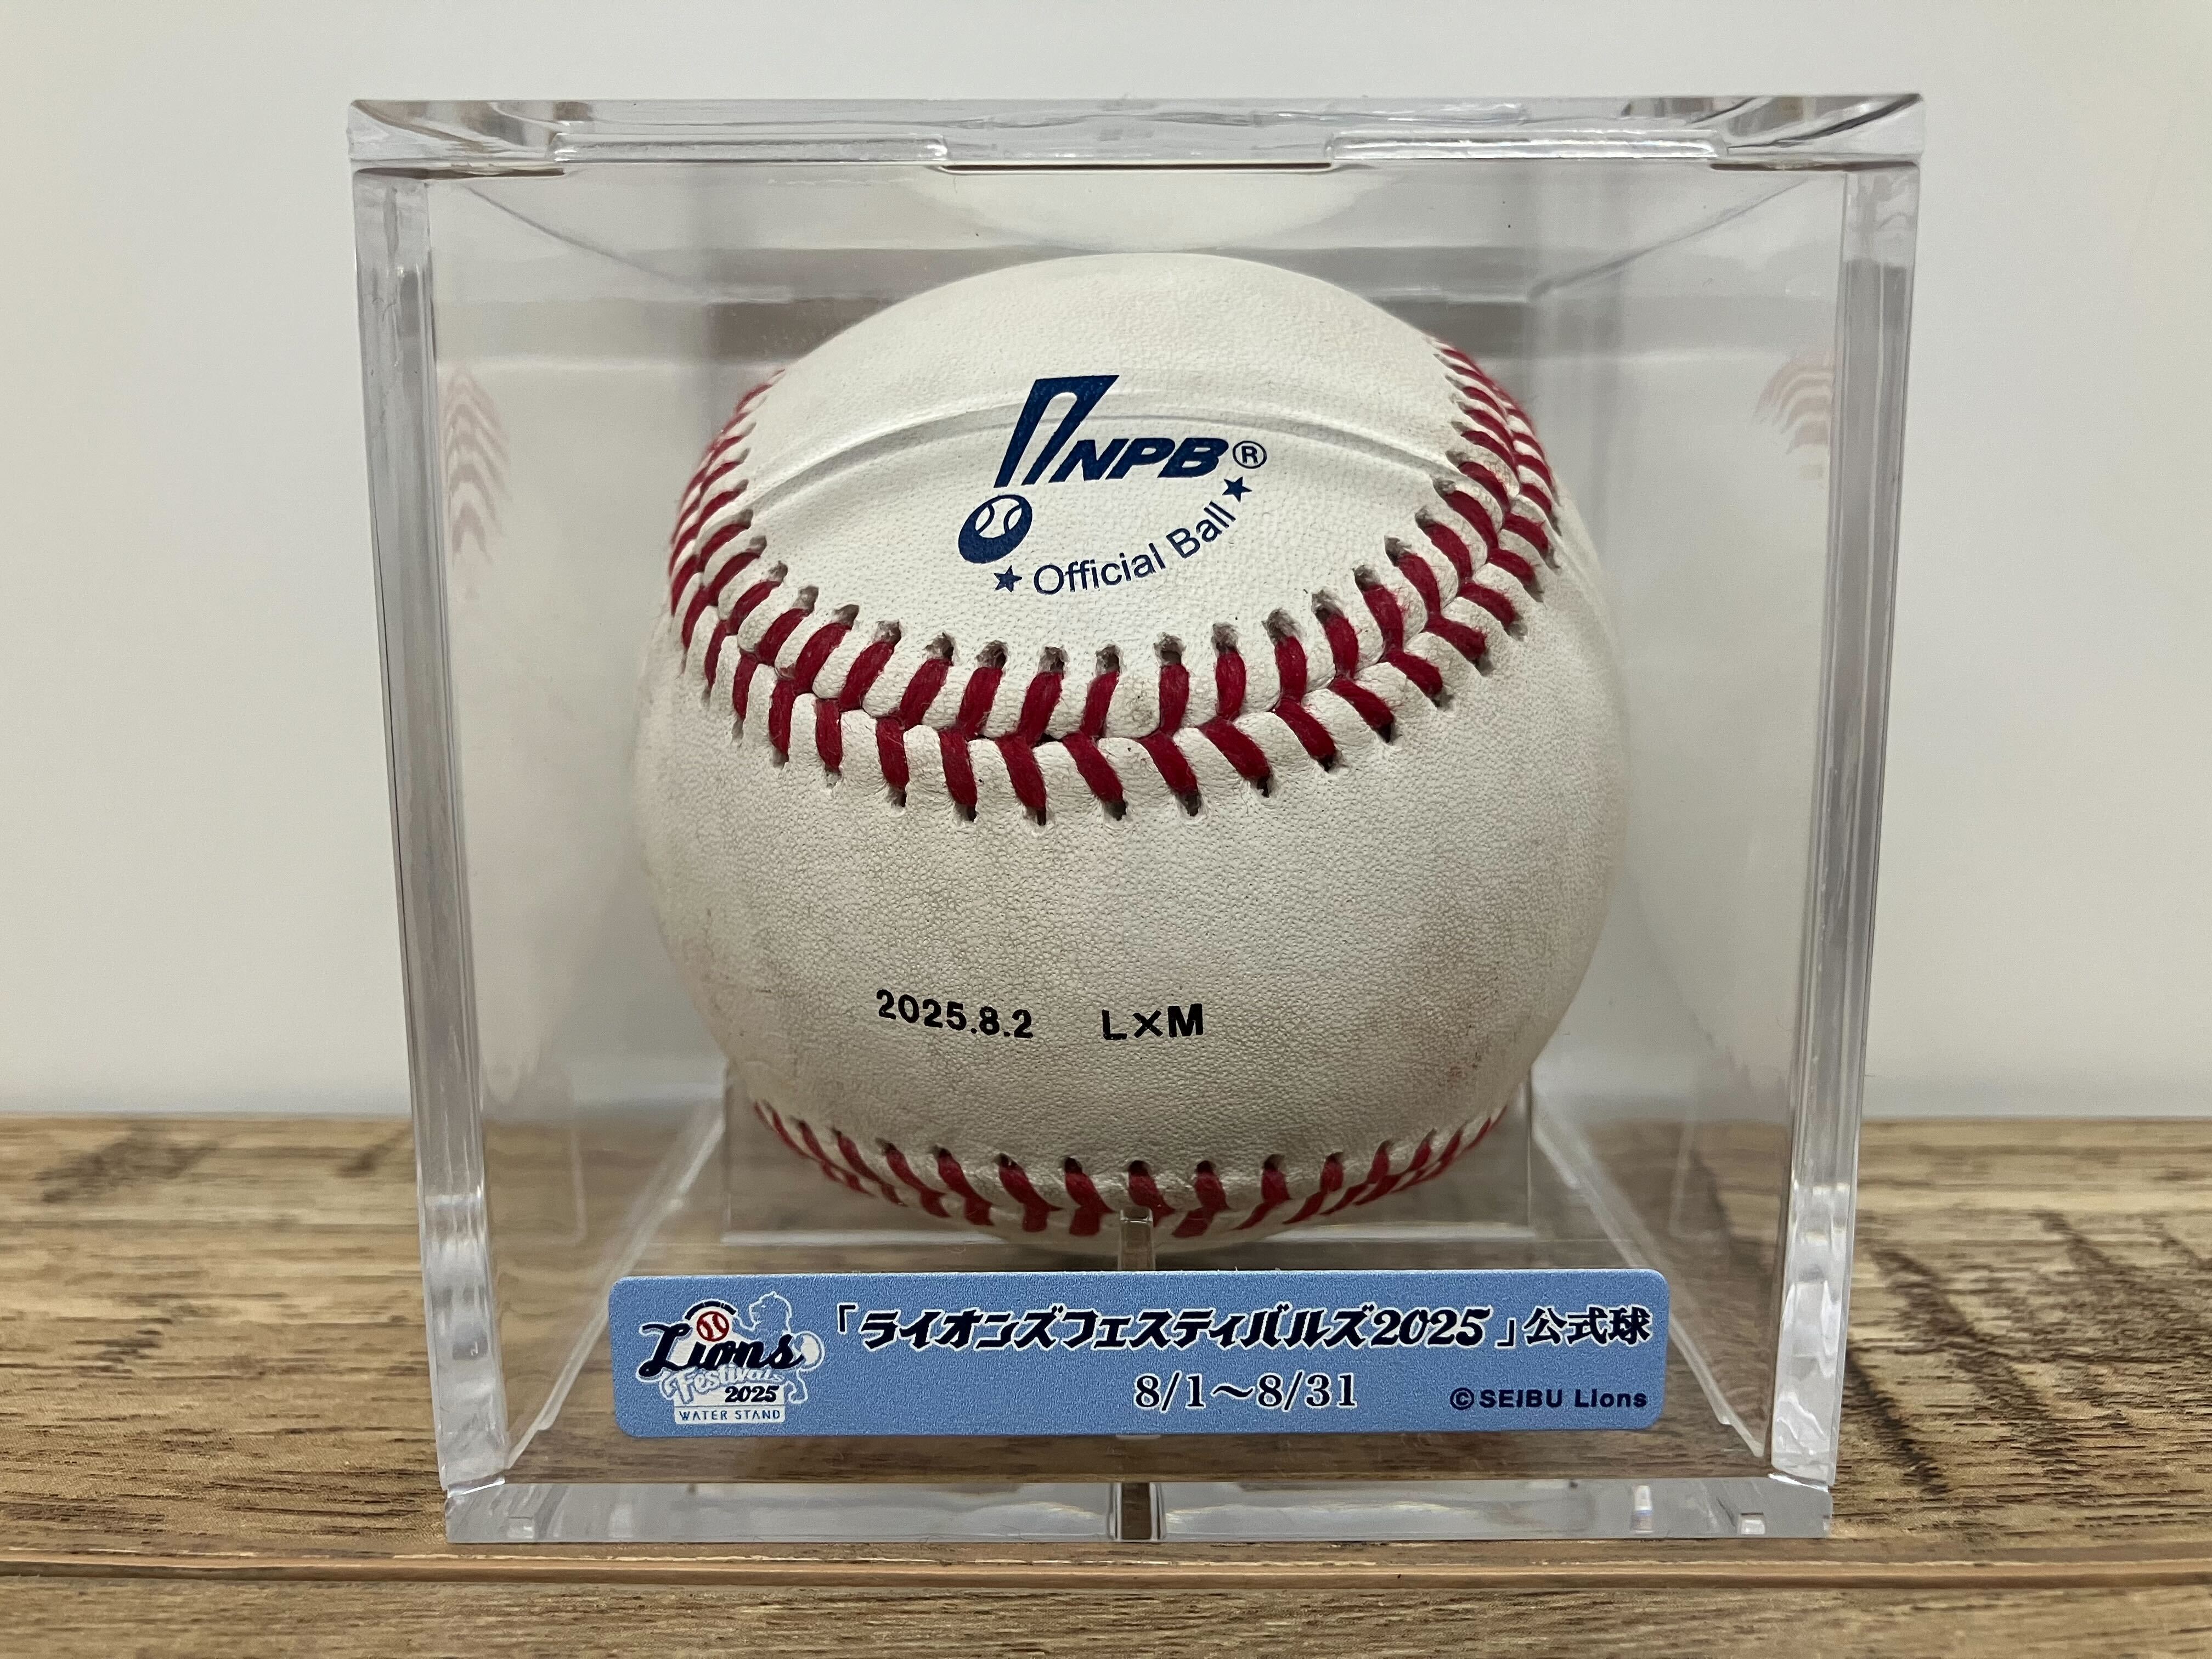 NPB®
★ Official Ball ★
2025.8.2 L×M
Lions
Festivals
2025
WATER STAND
「ライオンズフェスティバルズ2025」公式球
8/1〜8/31
©SEIBU Lions